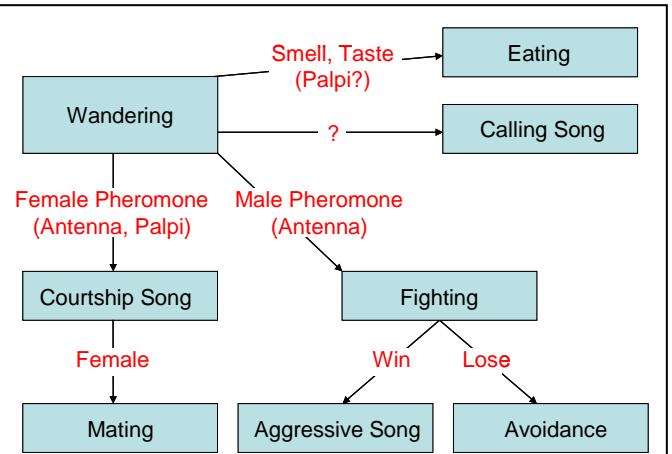 Smell, Taste
(Palpi?)
Eating
Wandering
?
Calling Song
Female Pheromone
(Antenna, Palpi)
Male Pheromone
(Antenna)
Courtship Song
Fighting
Female
Win
Lose
Mating
Aggressive Song
Avoidance